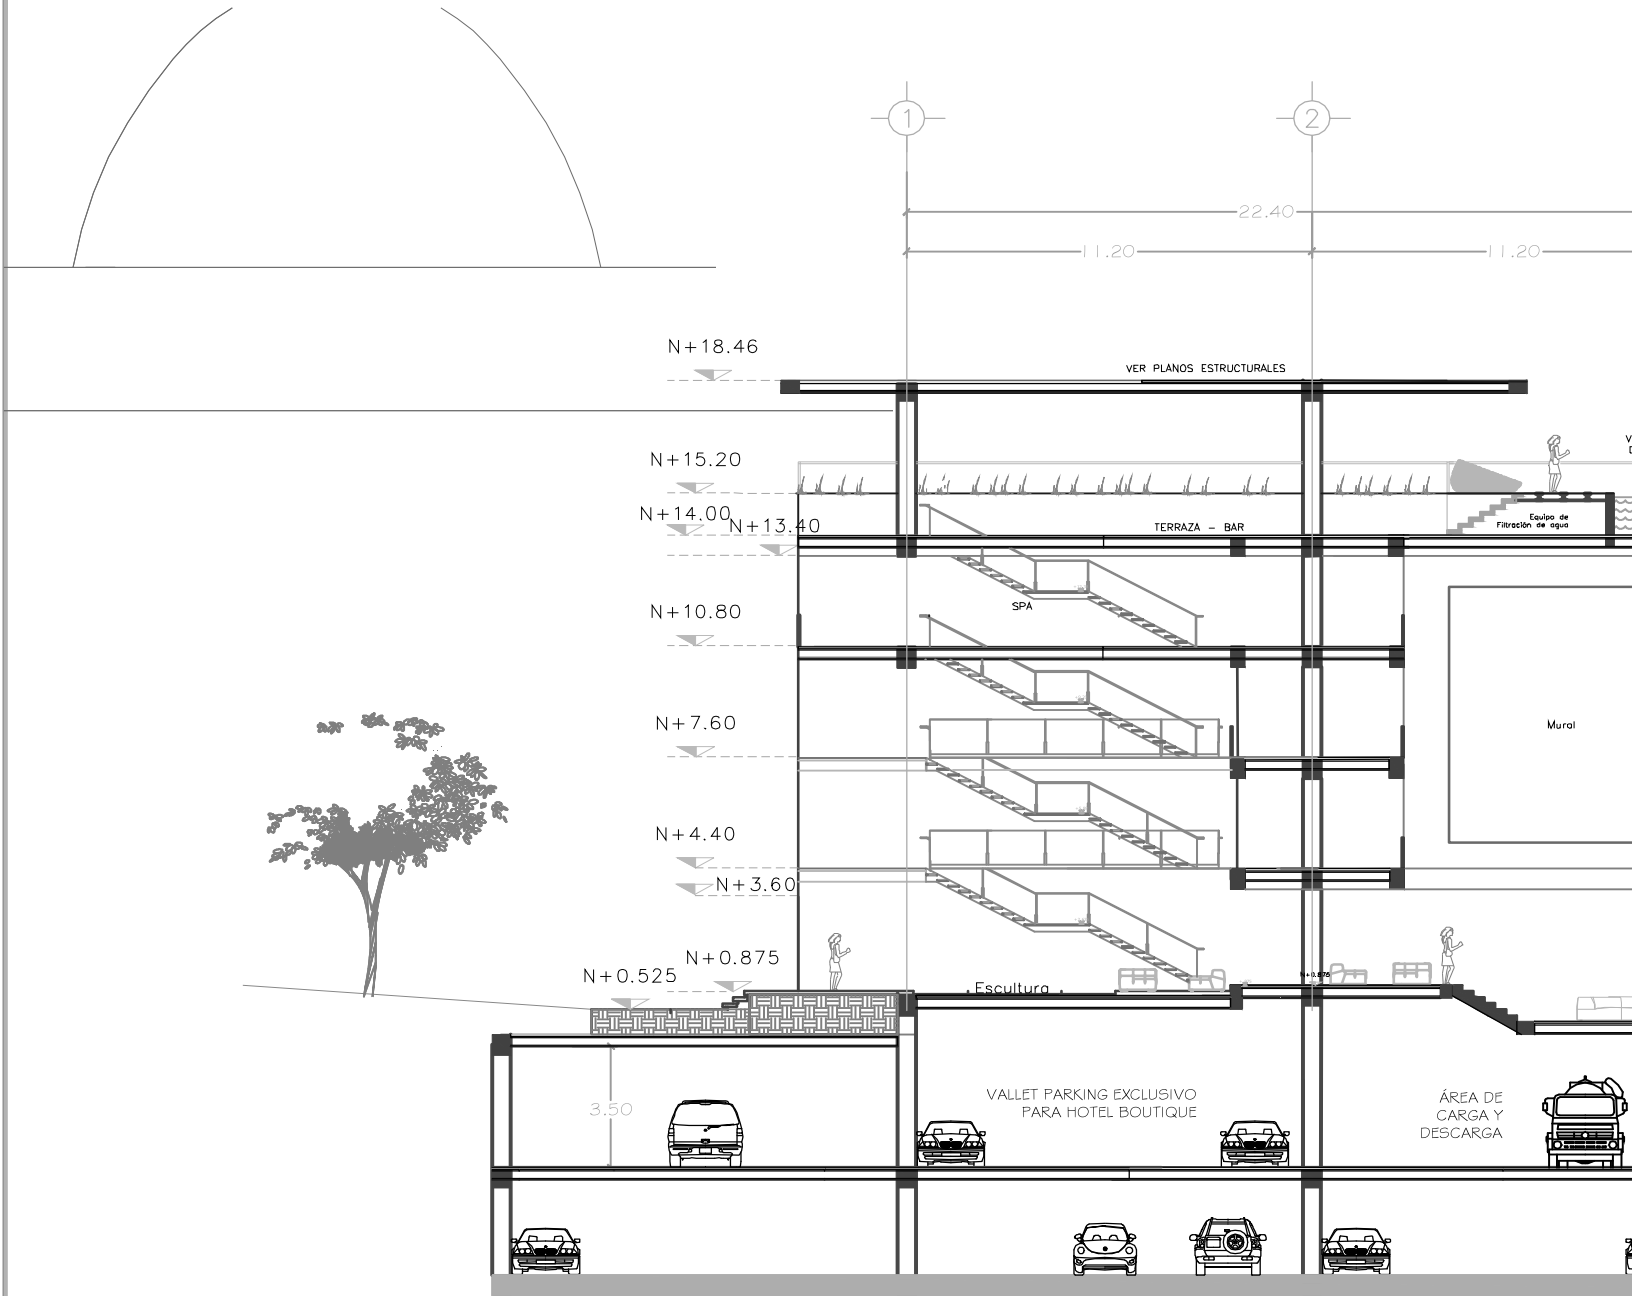 1
2
22.40
11.20
11.20
N+18.46
VER PLANOS ESTRUCTURALES
N+15.20
N+14.00
N+13.40
TERRAZA - BAR
Equipo de
Filtración de agua
N+10.80
SPA
N+7.60
Mural
N+4.40
N+3.60
N+0.875
N+0.525
N+0.875
Escultura
3.50
VALLET PARKING EXCLUSIVO
PARA HOTEL BOUTIQUE
ÁREA DE
CARGA Y
DESCARGA